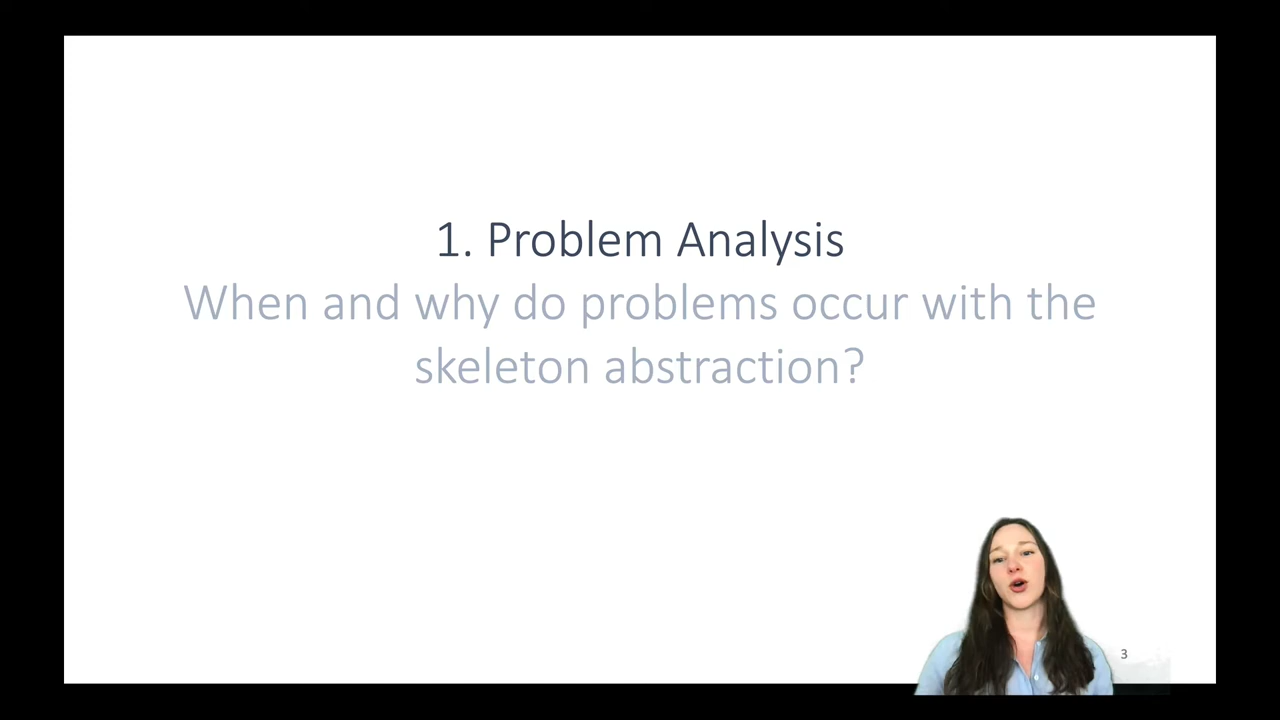 1. Problem Analysis
When and why do problems occur with the
skeleton abstraction?
3